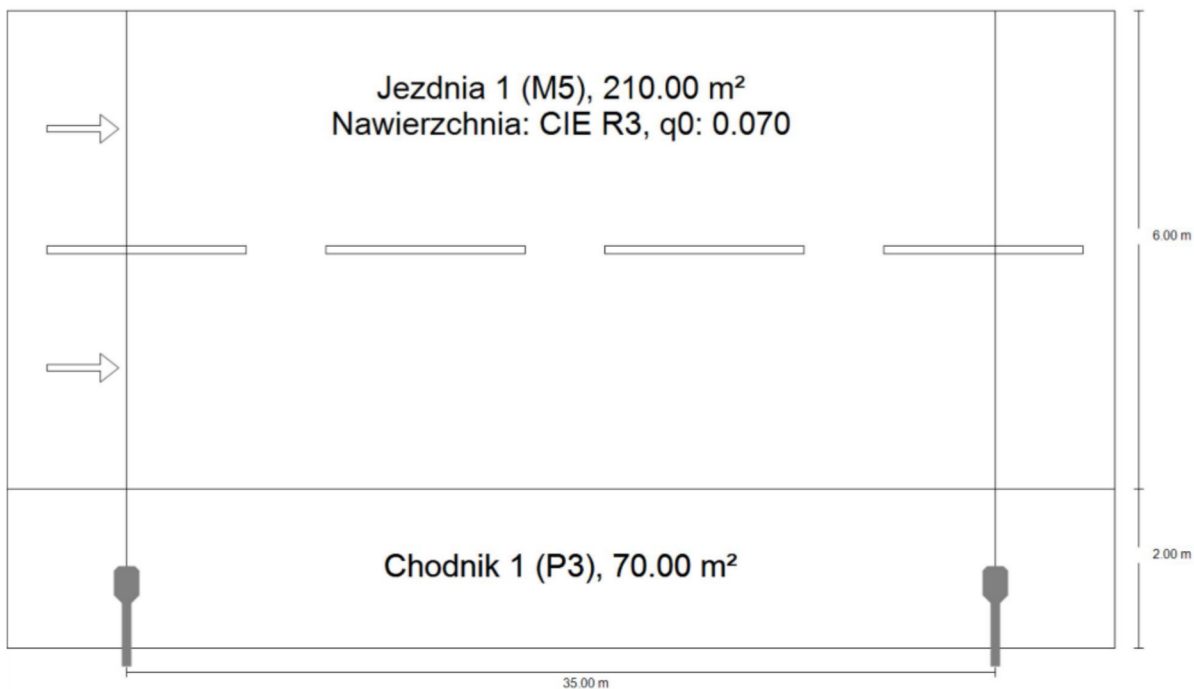 Jezdnia 1 (M5), 210.00 m²
Nawierzchnia: CIE R3, q0: 0.070
6.00 m
Chodnik 1 (P3), 70.00 m²
2.00 m
35.00 m